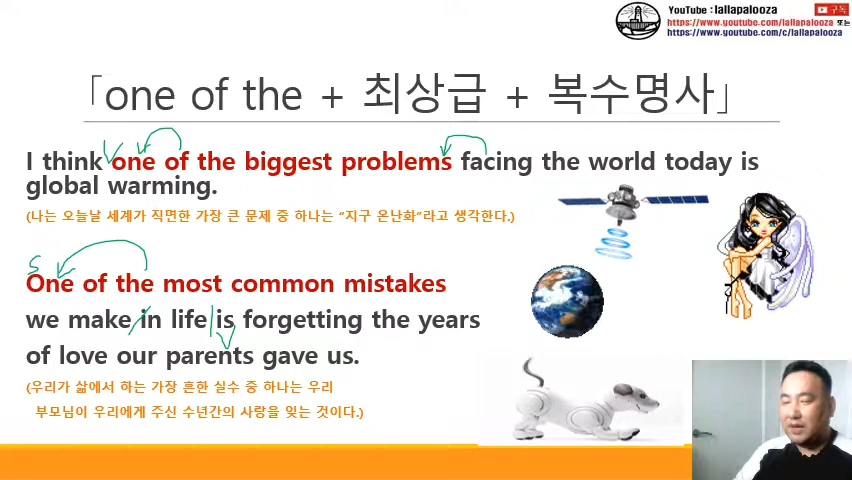 YouTube : lallapalooza
구독
https://www.youtube.com/lallapalooza 또는
https://www.youtube.com/c/lallapalooza
「one of the + 최상급 + 복수명사」
I think one of the biggest problems facing the world today is
global warming.
(나는 오늘날 세계가 직면한 가장 큰 문제 중 하나는 “지구 온난화”라고 생각한다.)
S
One of the most common mistakes
we make in life is forgetting the years
of love our parents gave us.
(우리가 삶에서 하는 가장 흔한 실수 중 하나는 우리
부모님이 우리에게 주신 수년간의 사랑을 잊는 것이다.)